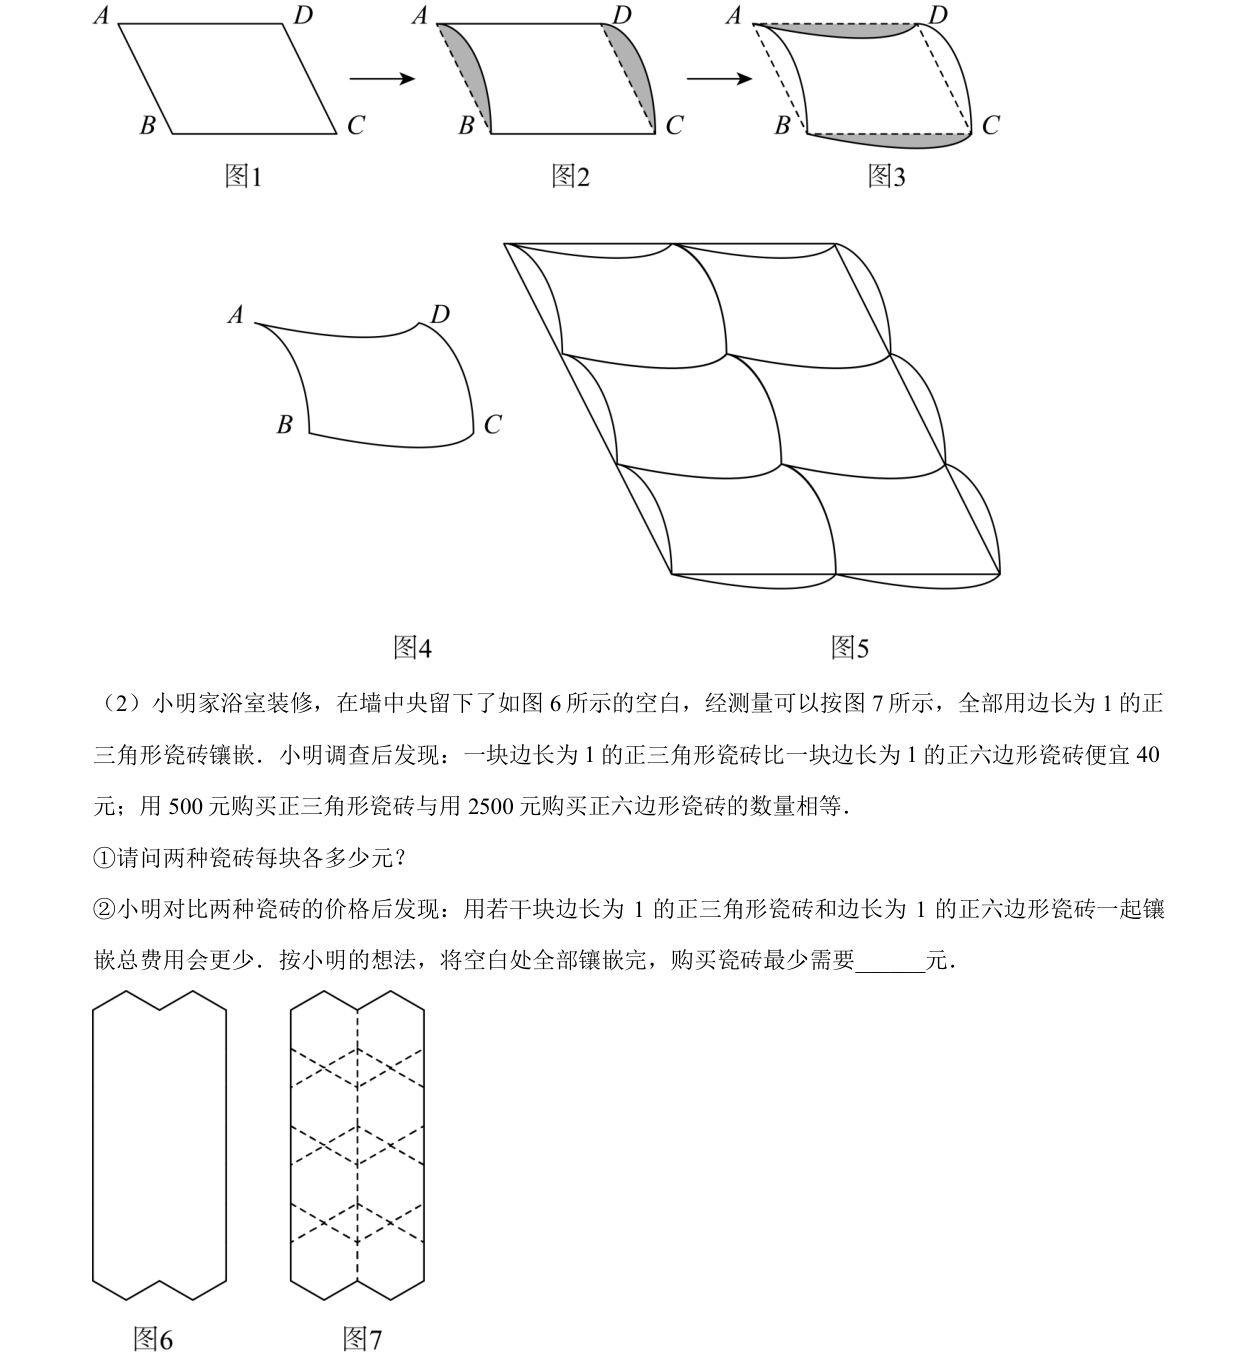 A D A D A D
B C B C B C
图1 图2 图3
A D
B C
图4 图5
（2）小明家浴室装修，在墙中央留下了如图 6 所示的空白，经测量可以按图 7 所示，全部用边长为 1 的正
三角形瓷砖镶嵌．小明调查后发现：一块边长为 1 的正三角形瓷砖比一块边长为 1 的正六边形瓷砖便宜 40
元；用 500 元购买正三角形瓷砖与用 2500 元购买正六边形瓷砖的数量相等．
①请问两种瓷砖每块各多少元？
②小明对比两种瓷砖的价格后发现：用若干块边长为 1 的正三角形瓷砖和边长为 1 的正六边形瓷砖一起镶
嵌总费用会更少．按小明的想法，将空白处全部镶嵌完，购买瓷砖最少需要______元．
图6 图7